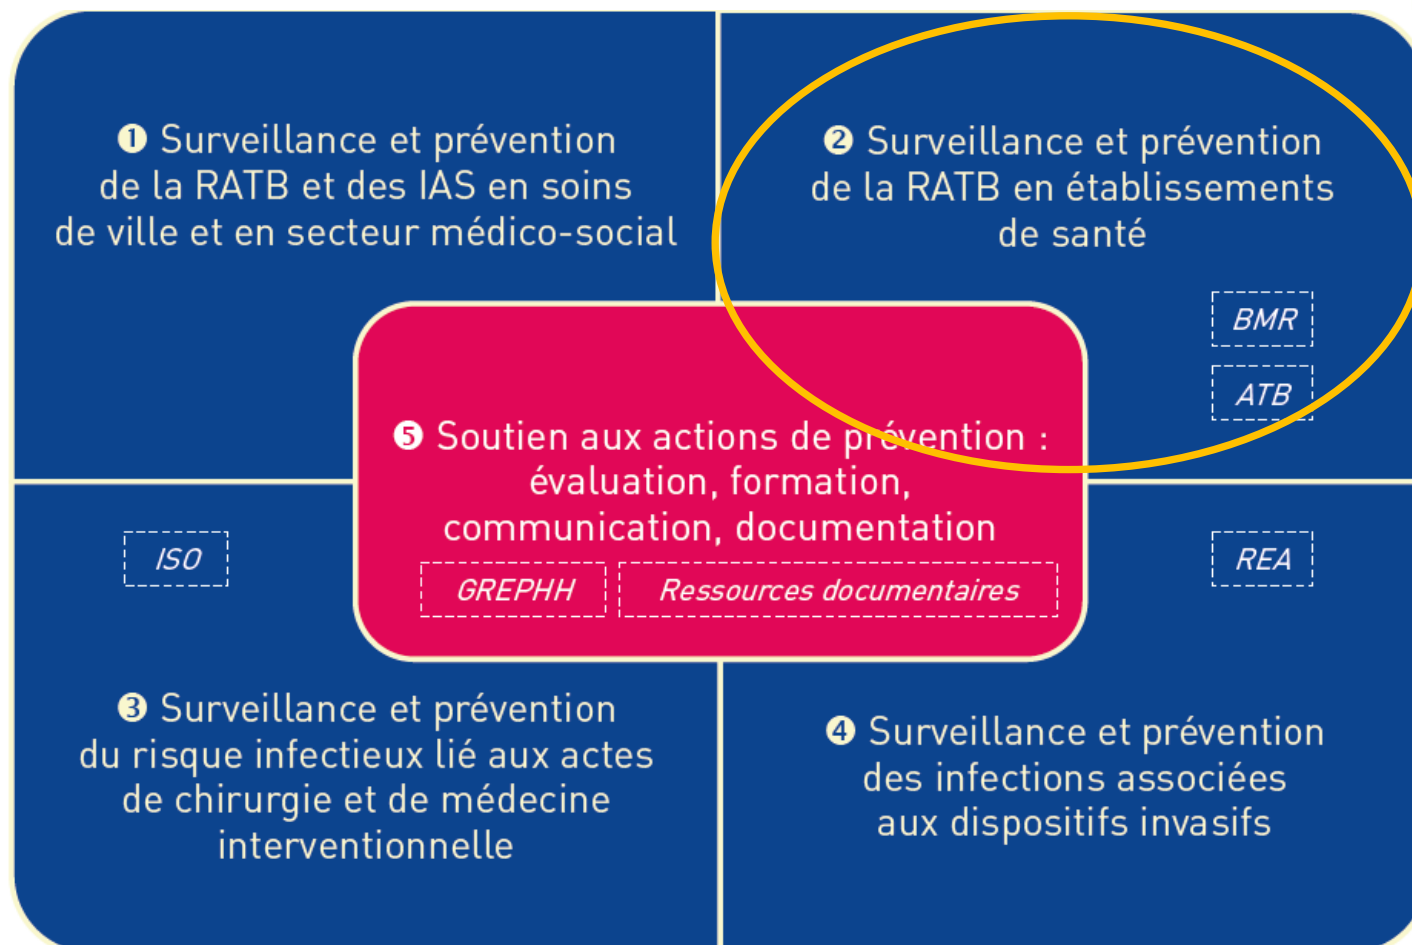 ❶ Surveillance et prévention
de la RATB et des IAS en soins
de ville et en secteur médico-social
❷ Surveillance et prévention
de la RATB en établissements
de santé
BMR
ATB
❺ Soutien aux actions de prévention :
évaluation, formation,
communication, documentation
GREPHH
Ressources documentaires
ISO
❸ Surveillance et prévention
du risque infectieux lié aux actes
de chirurgie et de médecine
interventionnelle
REA
❹ Surveillance et prévention
des infections associées
aux dispositifs invasifs